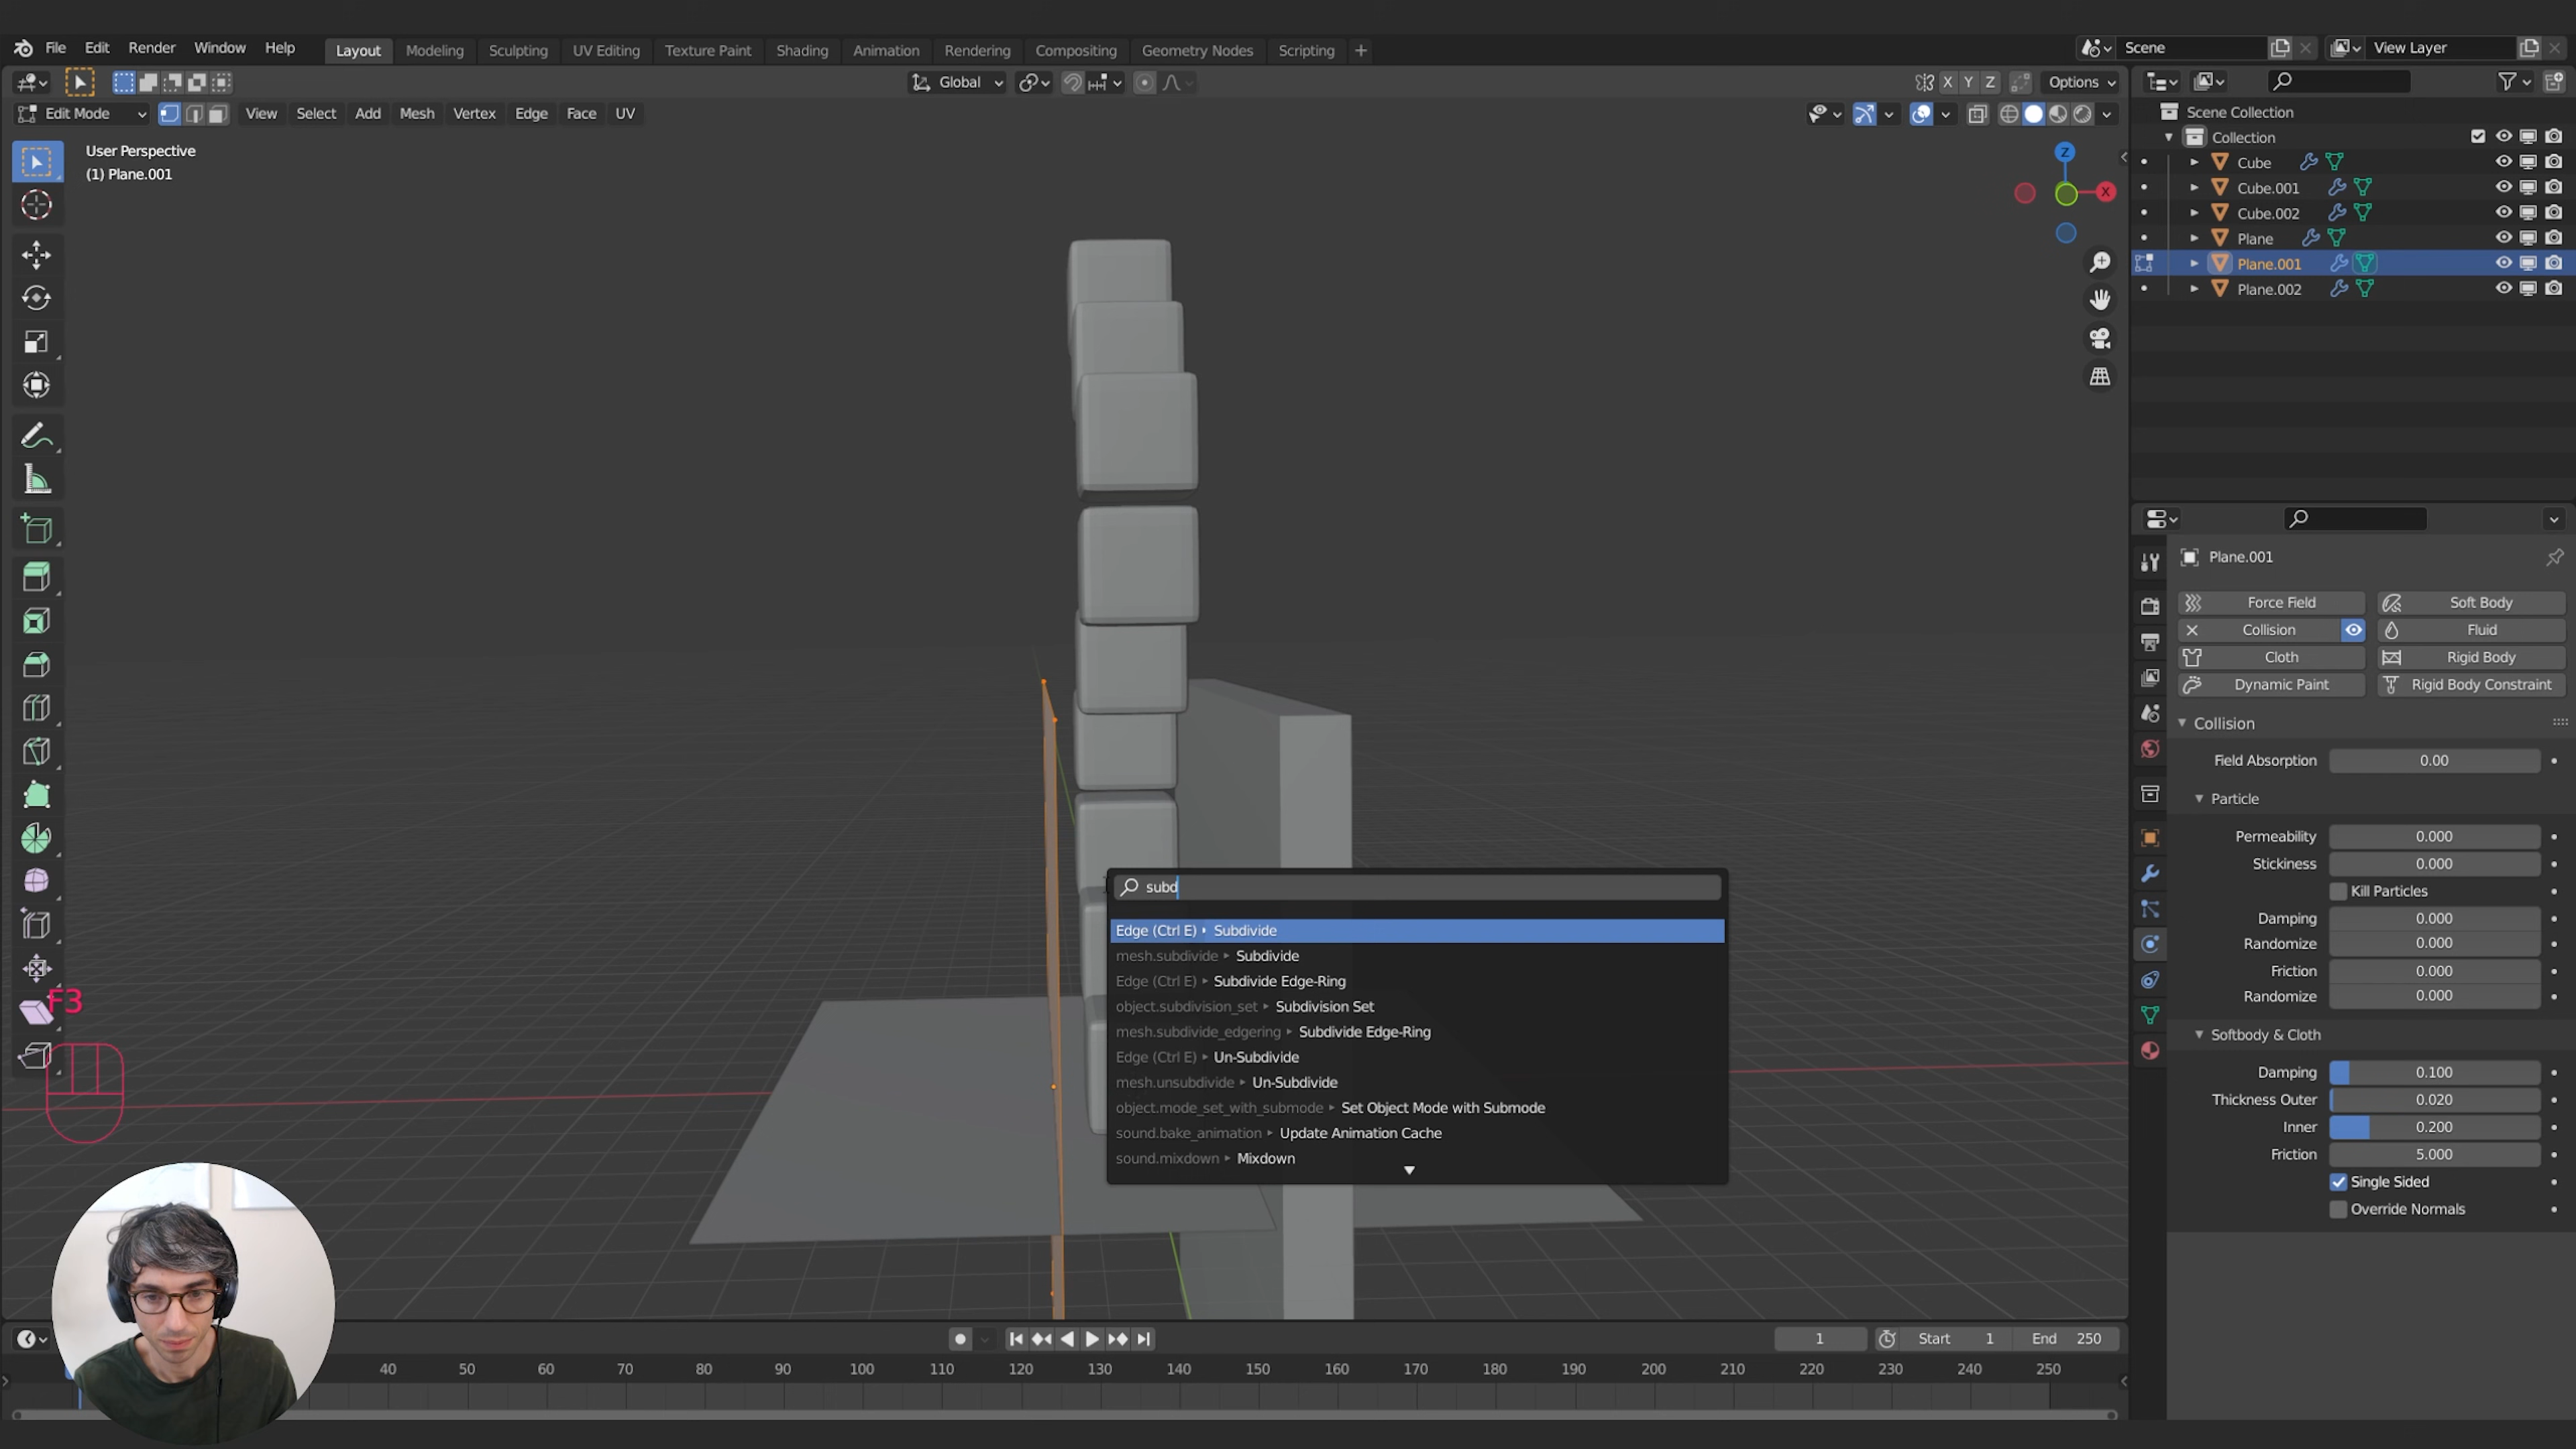 File Edit Render Window Help
Layout Modeling Sculpting UV Editing Texture Paint Shading Animation Rendering Compositing Geometry Nodes Scripting +
Scene
View Layer
Global
X Y Z
Options
Edit Mode
View Select Add Mesh Vertex Edge Face UV
User Perspective
(1) Plane.001
Z
X
Scene Collection
Collection
Cube
Cube.001
Cube.002
Plane
Plane.001
Plane.002
Plane.001
Force Field
Soft Body
Collision
Fluid
Cloth
Rigid Body
Dynamic Paint
Rigid Body Constraint
Collision
Field Absorption 0.00
Particle
Permeability 0.000
Stickiness 0.000
Kill Particles
Damping 0.000
Randomize 0.000
Friction 0.000
Randomize 0.000
Softbody & Cloth
Damping 0.100
Thickness Outer 0.020
Inner 0.200
Friction 5.000
Single Sided
Override Normals
subd
Edge (Ctrl E) ▸ Subdivide
mesh.subdivide ▸ Subdivide
Edge (Ctrl E) ▸ Subdivide Edge-Ring
object.subdivision_set ▸ Subdivision Set
mesh.subdivide_edgering ▸ Subdivide Edge-Ring
Edge (Ctrl E) ▸ Un-Subdivide
mesh.unsubdivide ▸ Un-Subdivide
object.mode_set_with_submode ▸ Set Object Mode with Submode
sound.bake_animation ▸ Update Animation Cache
sound.mixdown ▸ Mixdown
F3
1
Start 1
End 250
40 50 60 70 80 90 100 110 120 130 140 150 160 170 180 190 200 210 220 230 240 250